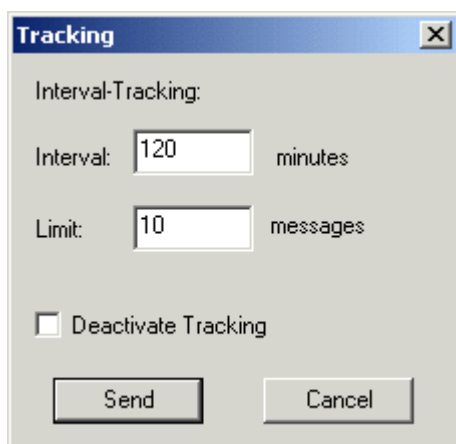 Tracking
Interval-Tracking:
Interval: 120 minutes
Limit: 10 messages
Deactivate Tracking
Send Cancel